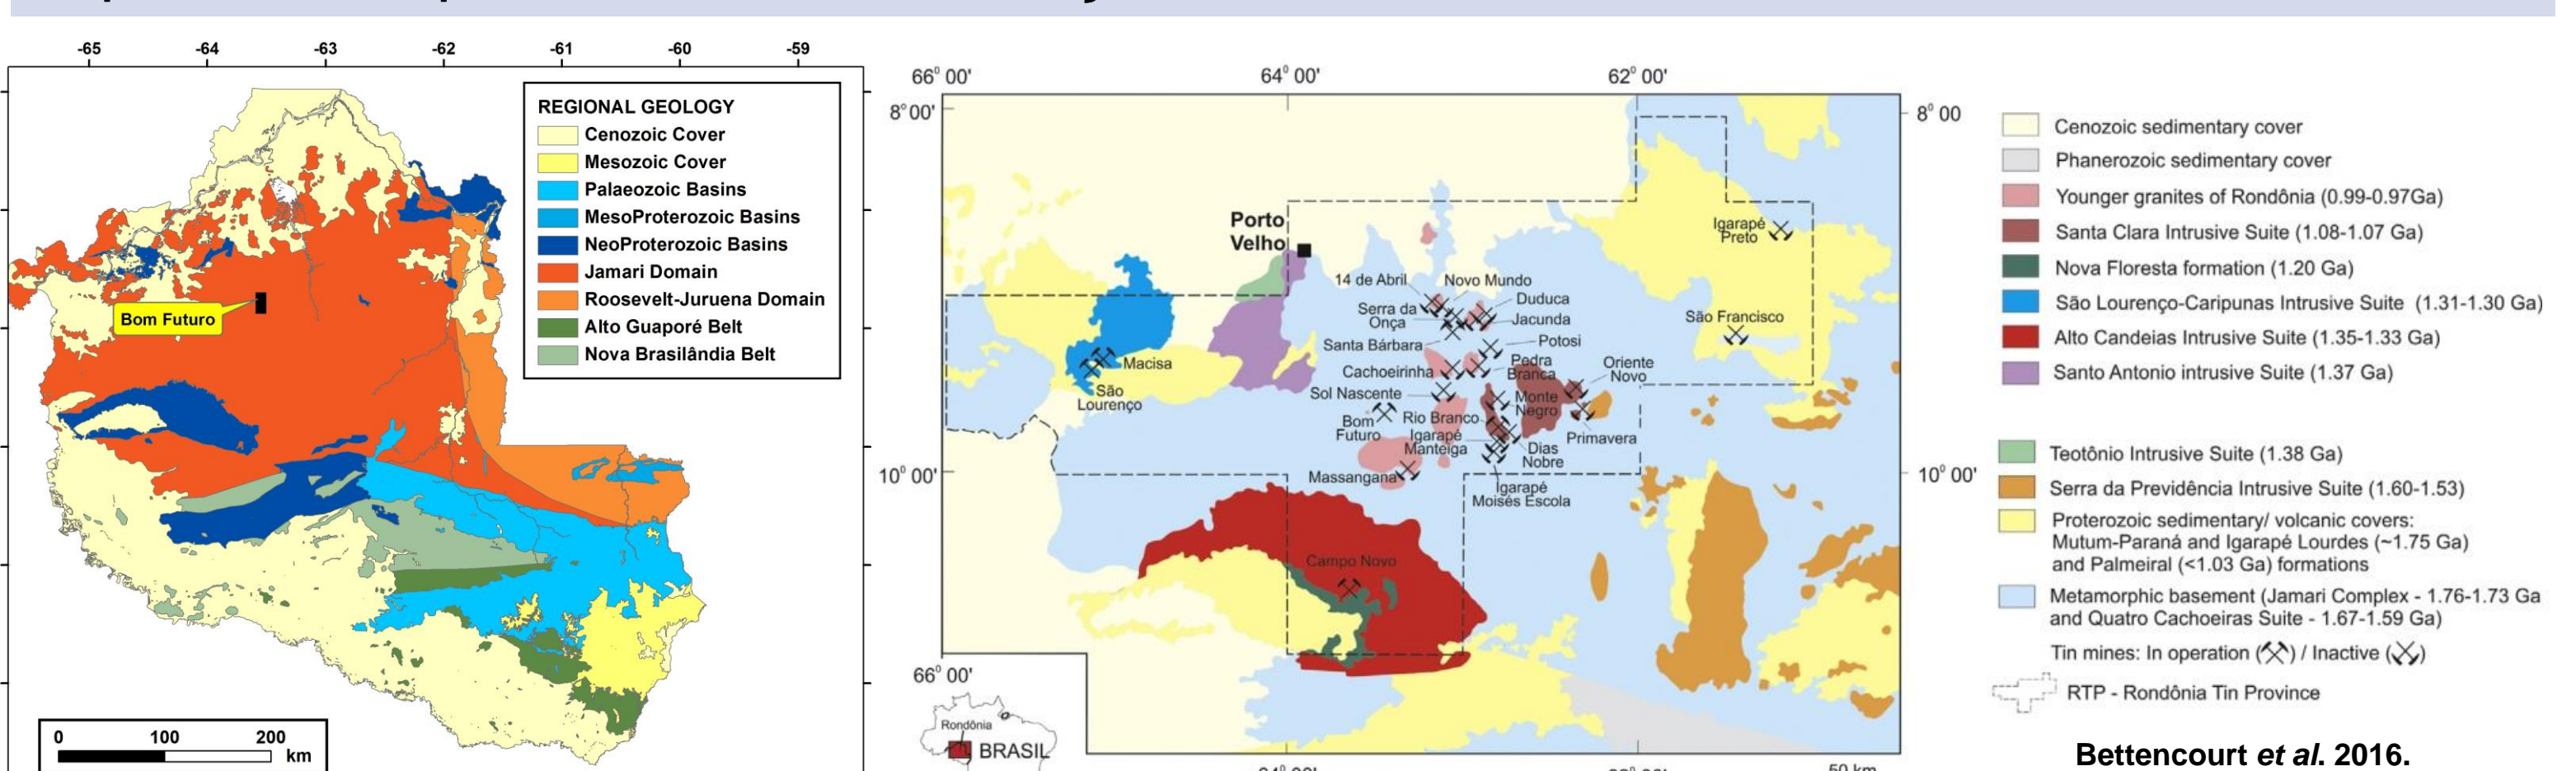 -65 -64 -63 -62 -61 -60 -59
REGIONAL GEOLOGY
Cenozoic Cover
Mesozoic Cover
Palaeozoic Basins
MesoProterozoic Basins
NeoProterozoic Basins
Jamari Domain
Roosevelt-Juruena Domain
Alto Guaporé Belt
Nova Brasilândia Belt
Bom Futuro
0 100 200
km
66⁰ 00' 64⁰ 00' 62⁰ 00'
8⁰ 00' 8⁰ 00
Porto
Velho
Igarapé
Preto
14 de Abril Novo Mundo
Duduca
Serra da
Onça
Jacunda
São Francisco
Santa Bárbara Potosi
Macisa
Cachoeirinha
Pedra
Branca
Oriente
Novo
São
Lourenço
Sol Nascente
Monte
Negro
Bom
Futuro
Rio Branco
Igarapé
Manteiga
Primavera
Dias
Nobre
10⁰ 00' 10⁰ 00'
Massangana
Igarapé
Moisés Escola
Campo Novo
66⁰ 00'
Rondônia
BRASIL
50 km
Cenozoic sedimentary cover
Phanerozoic sedimentary cover
Younger granites of Rondônia (0.99-0.97Ga)
Santa Clara Intrusive Suite (1.08-1.07 Ga)
Nova Floresta formation (1.20 Ga)
São Lourenço-Caripunas Intrusive Suite (1.31-1.30 Ga)
Alto Candeias Intrusive Suite (1.35-1.33 Ga)
Santo Antonio intrusive Suite (1.37 Ga)
Teotônio Intrusive Suite (1.38 Ga)
Serra da Previdência Intrusive Suite (1.60-1.53)
Proterozoic sedimentary/ volcanic covers:
Mutum-Paraná and Igarapé Lourdes (~1.75 Ga)
and Palmeiral (<1.03 Ga) formations
Metamorphic basement (Jamari Complex - 1.76-1.73 Ga
and Quatro Cachoeiras Suite - 1.67-1.59 Ga)
Tin mines: In operation ( ) / Inactive ( )
RTP - Rondônia Tin Province
Bettencourt et al. 2016.